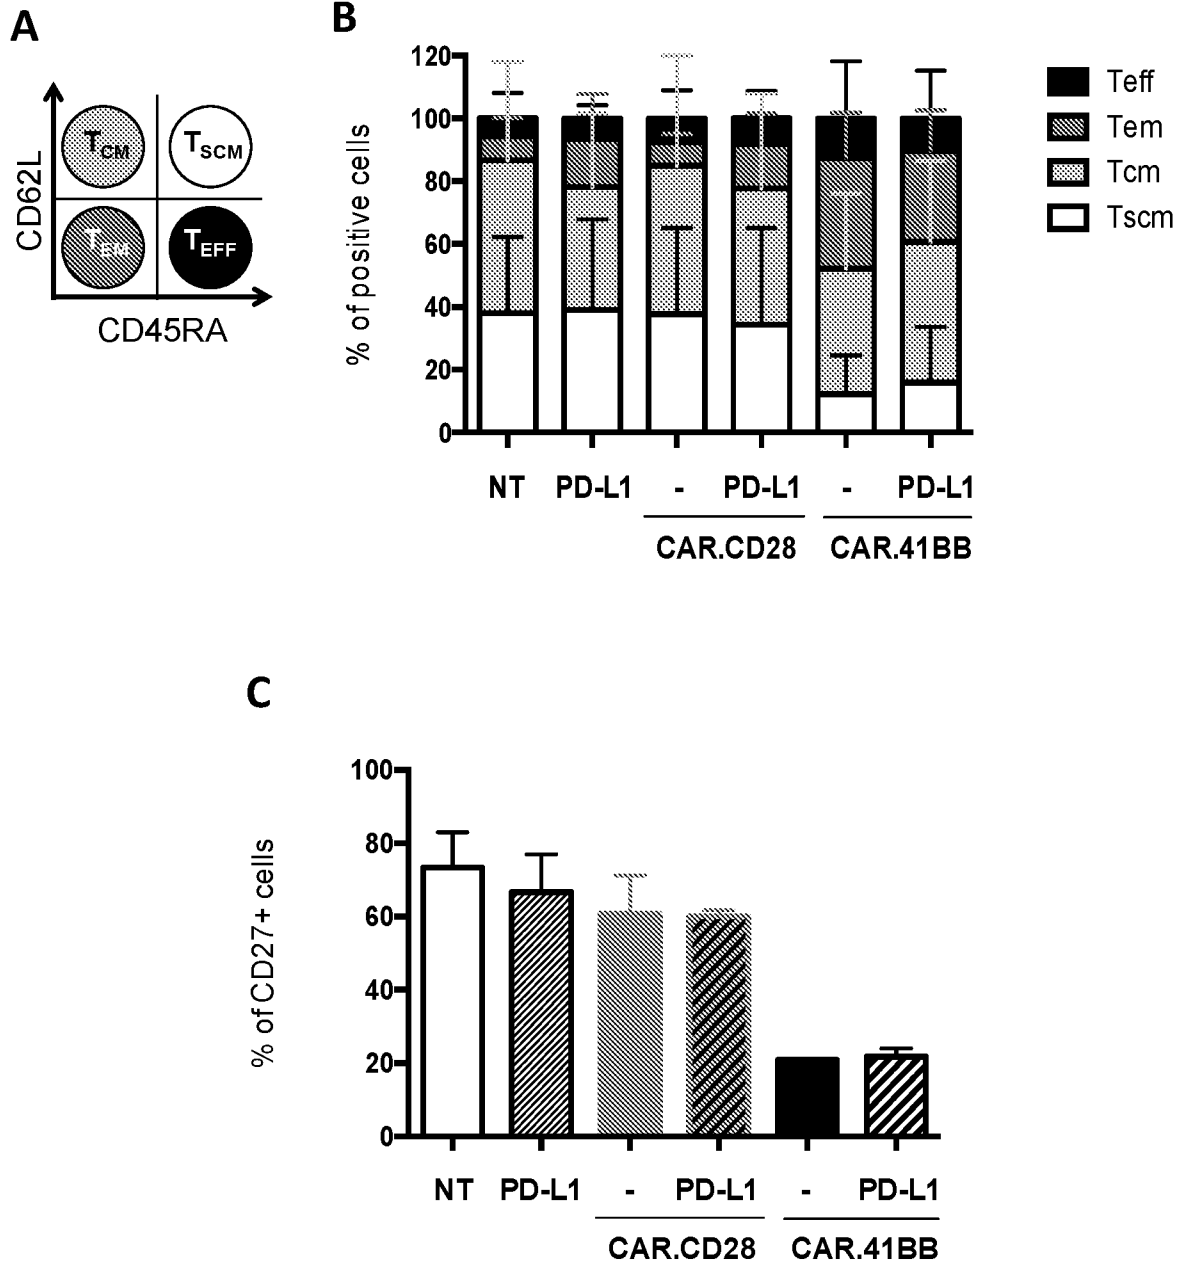 A
CD62L
TCM
TSCM
TEM
TEFF
CD45RA
B
% of positive cells
120
100
80
60
40
20
0
NT PD-L1 - PD-L1 - PD-L1
CAR.CD28 CAR.41BB
Teff
Tem
Tcm
Tscm
C
% of CD27+ cells
100
80
60
40
20
0
NT PD-L1 - PD-L1 - PD-L1
CAR.CD28 CAR.41BB